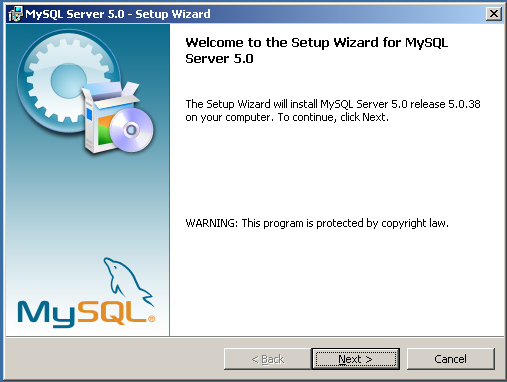 MySQL Server 5.0 - Setup Wizard
Welcome to the Setup Wizard for MySQL
Server 5.0
The Setup Wizard will install MySQL Server 5.0 release 5.0.38
on your computer. To continue, click Next.
WARNING: This program is protected by copyright law.
MySQL®
< Back
Next >
Cancel